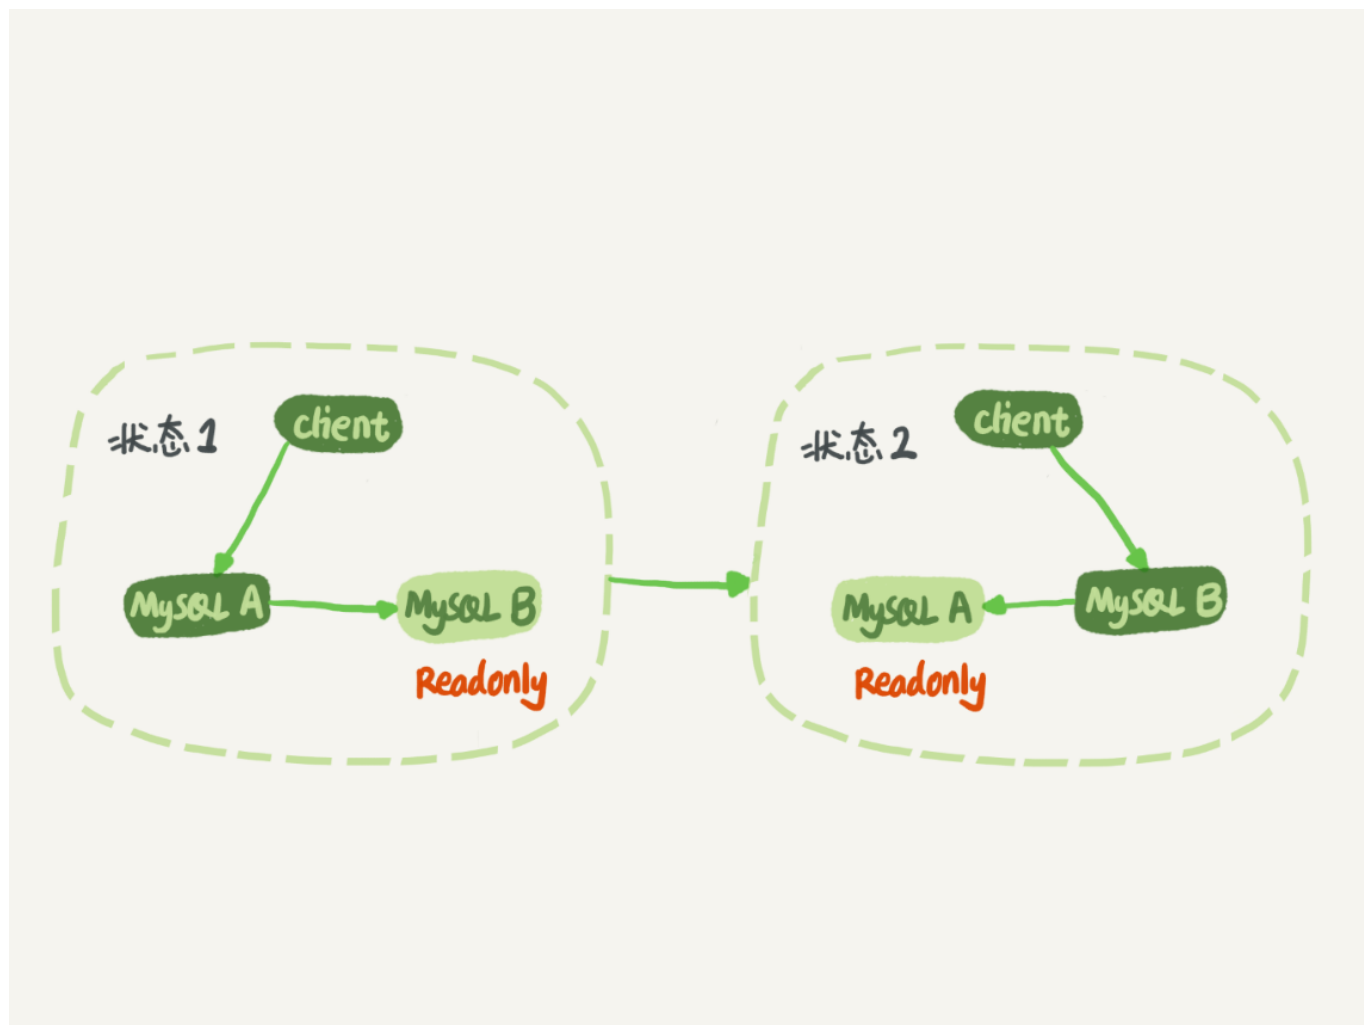 状态1
client
MySQL A
MySQL B
Readonly
状态2
client
MySQL A
MySQL B
Readonly